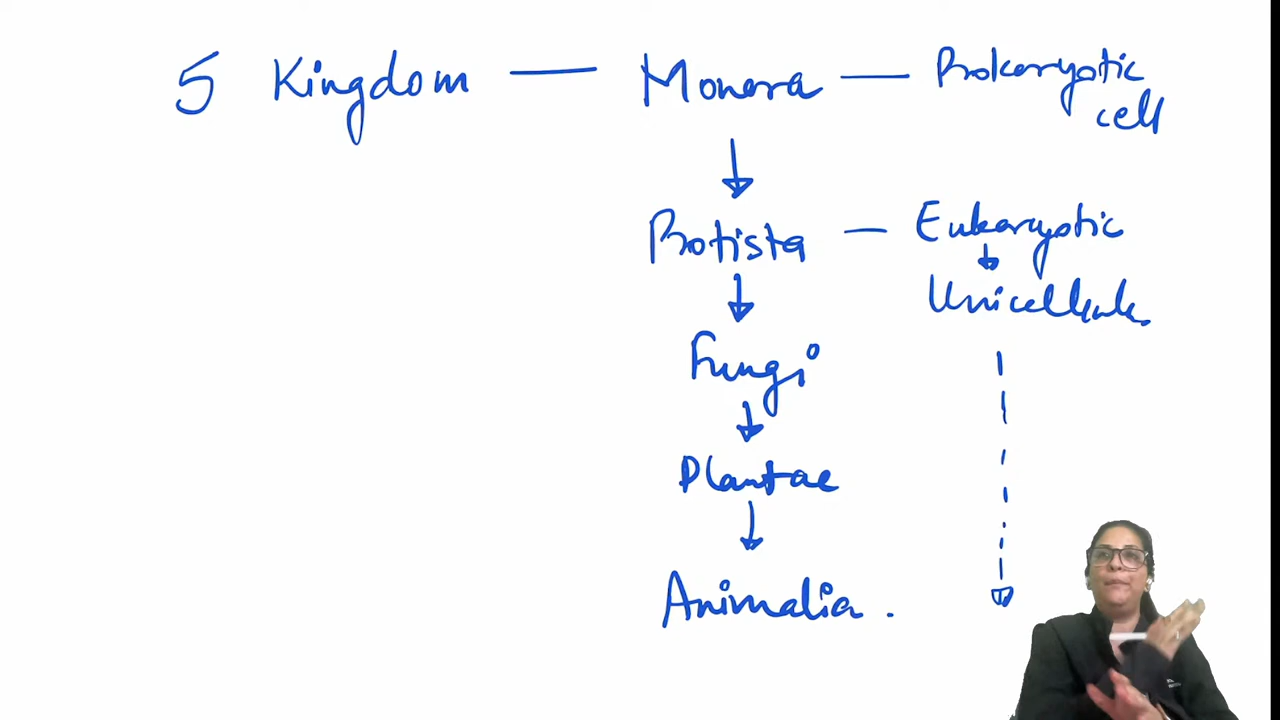 5 Kingdom — Monera — Prokaryotic
cell
Protista — Eukaryotic
Unicellular
Fungi
Plantae
Animalia .